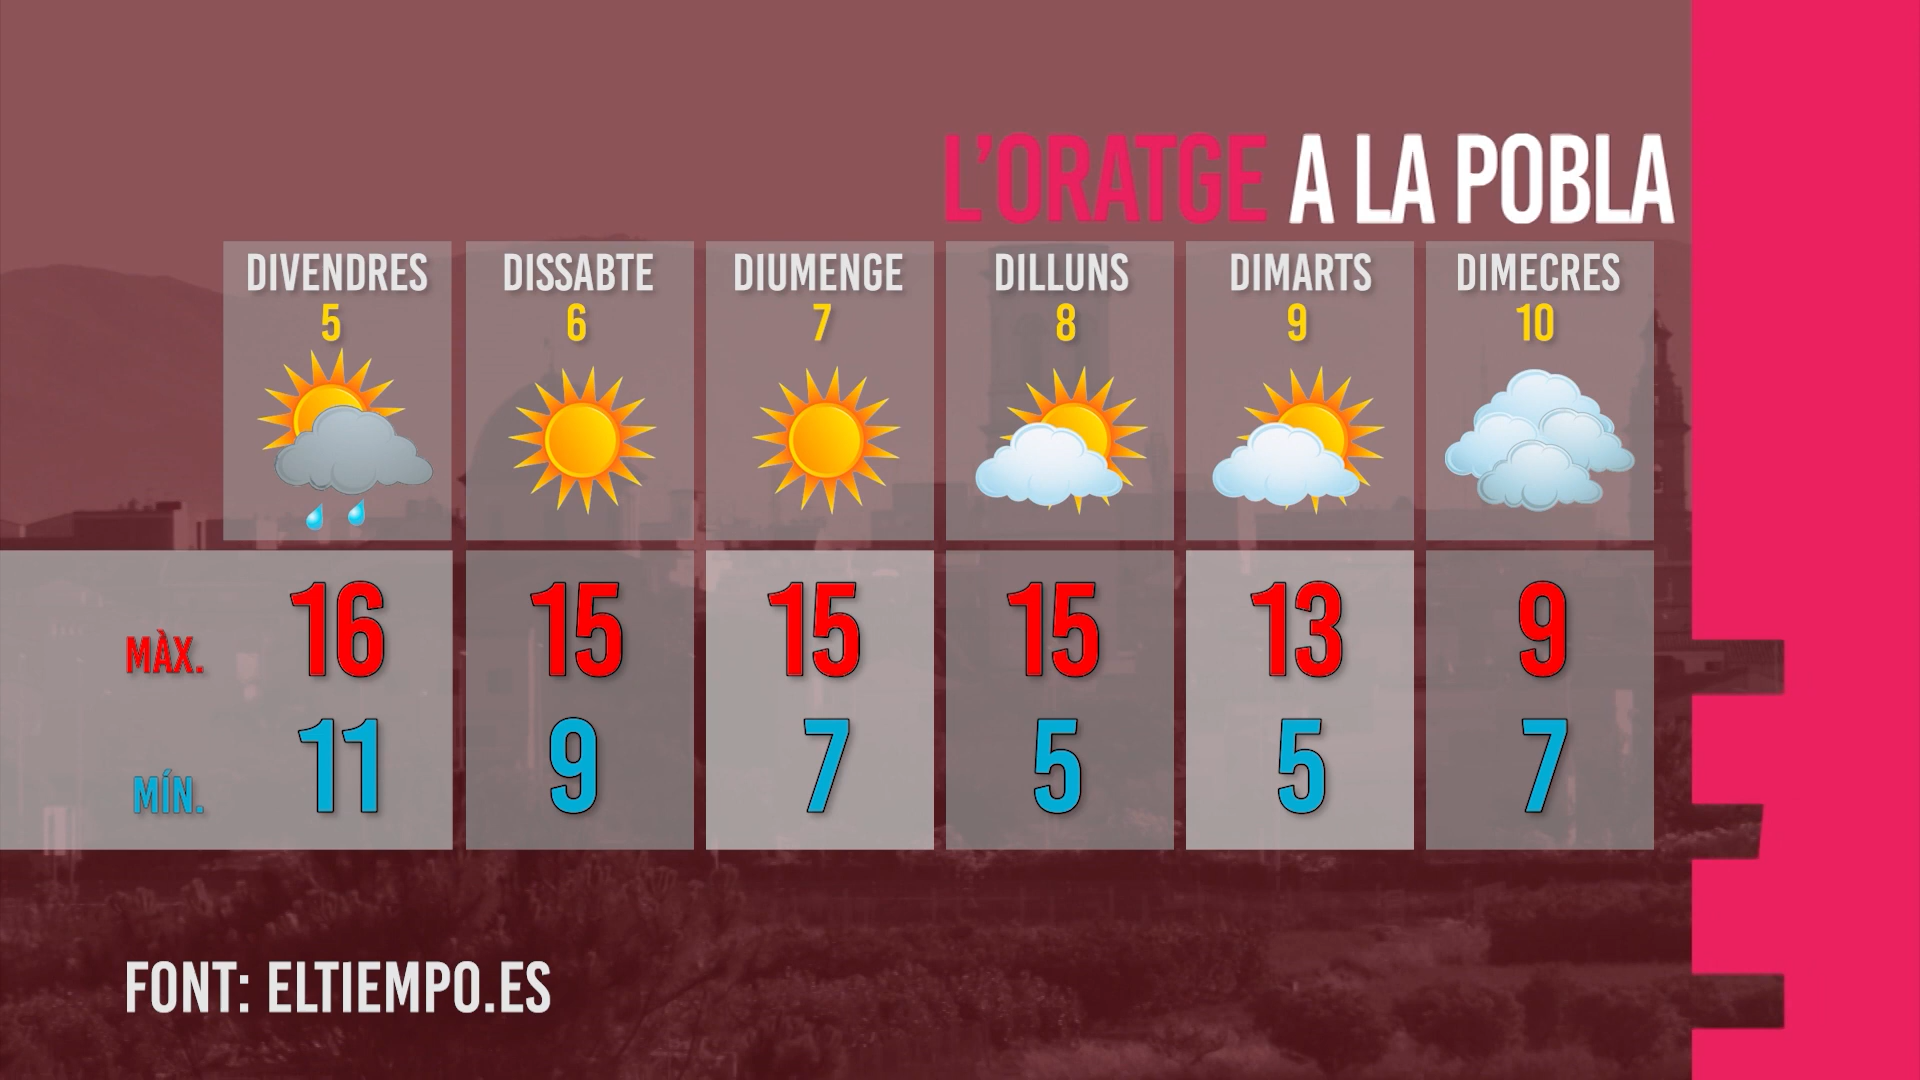 L'ORATGE A LA POBLA
DIVENDRES DISSABTE DIUMENGE DILLUNS DIMARTS DIMECRES
5 6 7 8 9 10
MÀX. 16 15 15 15 13 9
MÍN. 11 9 7 5 5 7
FONT: ELTIEMPO.ES